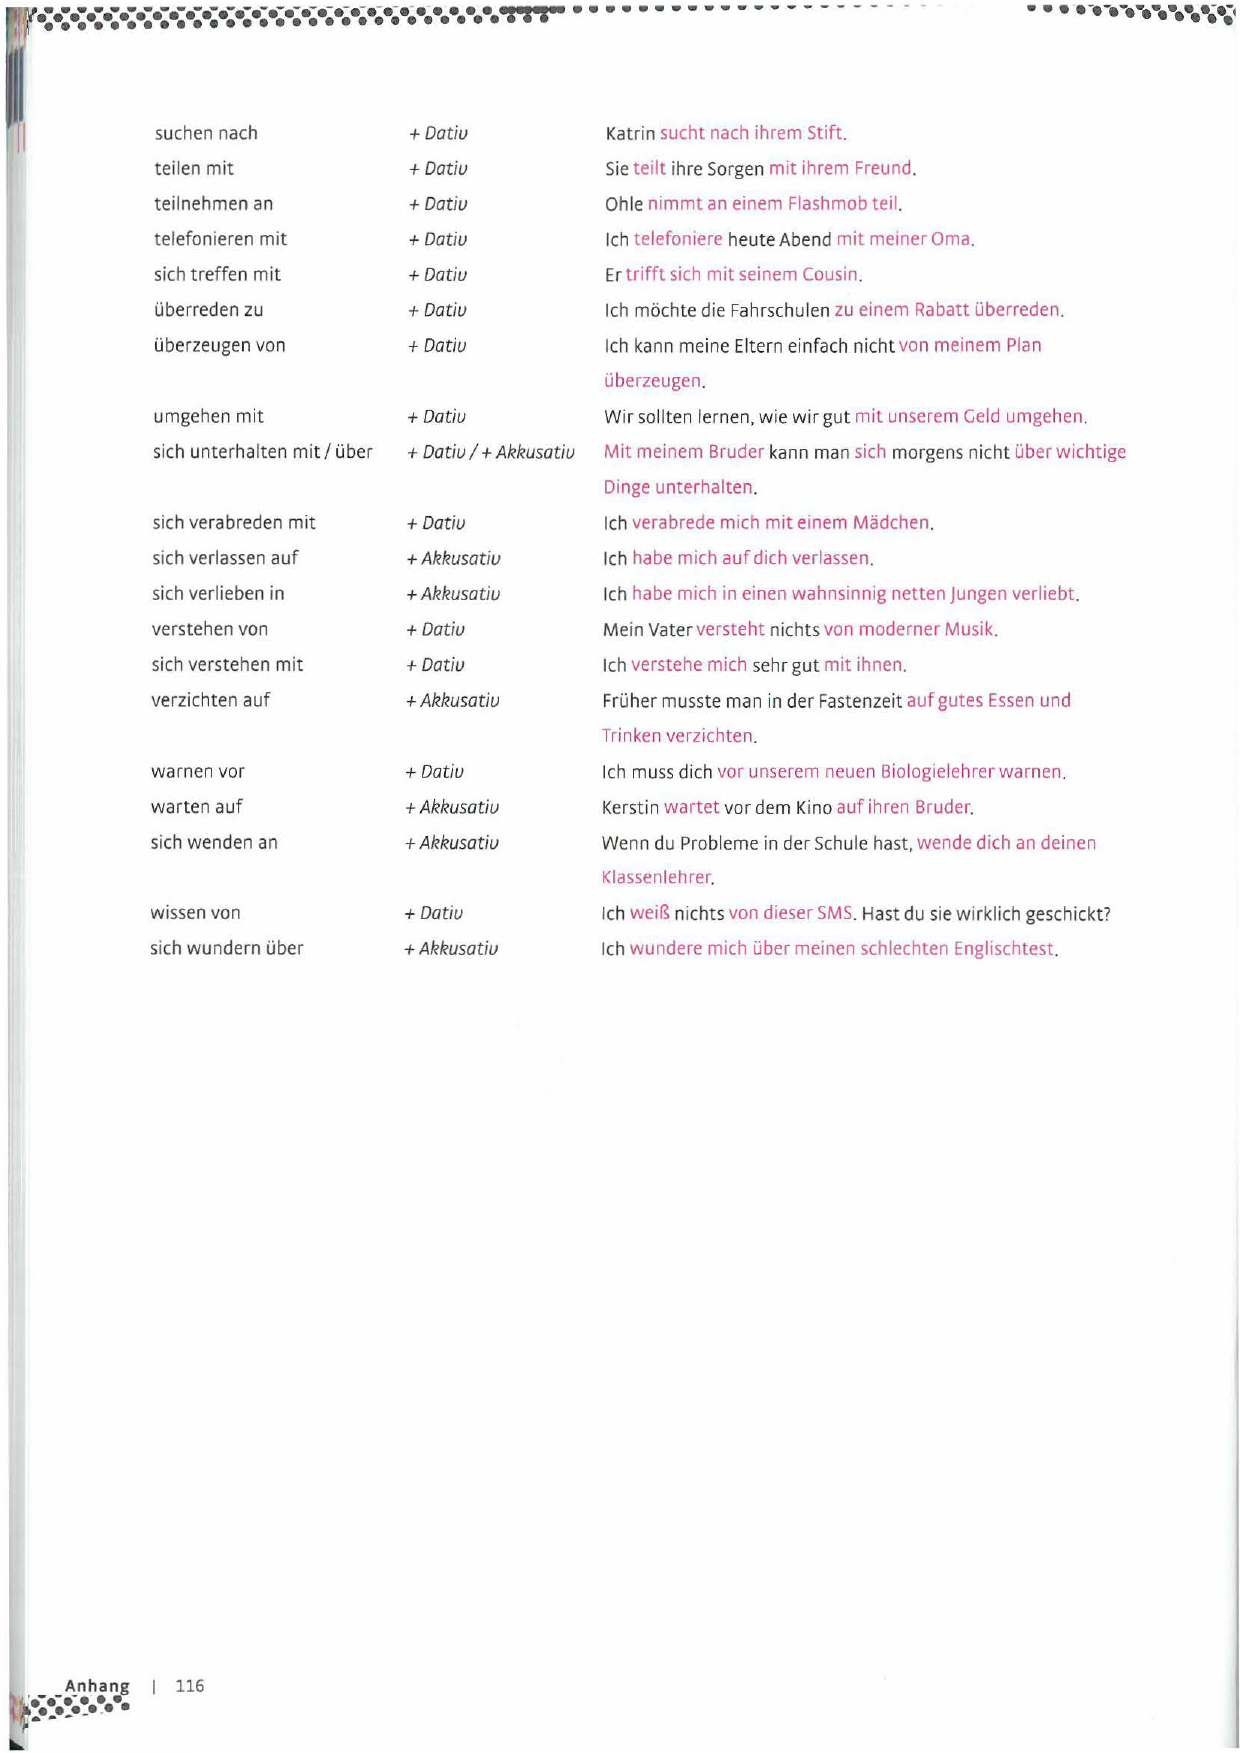 suchen nach + Dativ Katrin sucht nach ihrem Stift.
teilen mit + Dativ Sie teilt ihre Sorgen mit ihrem Freund.
teilnehmen an + Dativ Ohle nimmt an einem Flashmob teil.
telefonieren mit + Dativ Ich telefoniere heute Abend mit meiner Oma.
sich treffen mit + Dativ Er trifft sich mit seinem Cousin.
überreden zu + Dativ Ich möchte die Fahrschulen zu einem Rabatt überreden.
überzeugen von + Dativ Ich kann meine Eltern einfach nicht von meinem Plan
überzeugen.
umgehen mit + Dativ Wir sollten lernen, wie wir gut mit unserem Geld umgehen.
sich unterhalten mit / über + Dativ / + Akkusativ Mit meinem Bruder kann man sich morgens nicht über wichtige
Dinge unterhalten.
sich verabreden mit + Dativ Ich verabrede mich mit einem Mädchen.
sich verlassen auf + Akkusativ Ich habe mich auf dich verlassen.
sich verlieben in + Akkusativ Ich habe mich in einen wahnsinnig netten Jungen verliebt.
verstehen von + Dativ Mein Vater versteht nichts von moderner Musik.
sich verstehen mit + Dativ Ich verstehe mich sehr gut mit ihnen.
verzichten auf + Akkusativ Früher musste man in der Fastenzeit auf gutes Essen und
Trinken verzichten.
warnen vor + Dativ Ich muss dich vor unserem neuen Biologielehrer warnen.
warten auf + Akkusativ Kerstin wartet vor dem Kino auf ihren Bruder.
sich wenden an + Akkusativ Wenn du Probleme in der Schule hast, wende dich an deinen
Klassenlehrer.
wissen von + Dativ Ich weiß nichts von dieser SMS. Hast du sie wirklich geschickt?
sich wundern über + Akkusativ Ich wundere mich über meinen schlechten Englischtest.
Anhang | 116